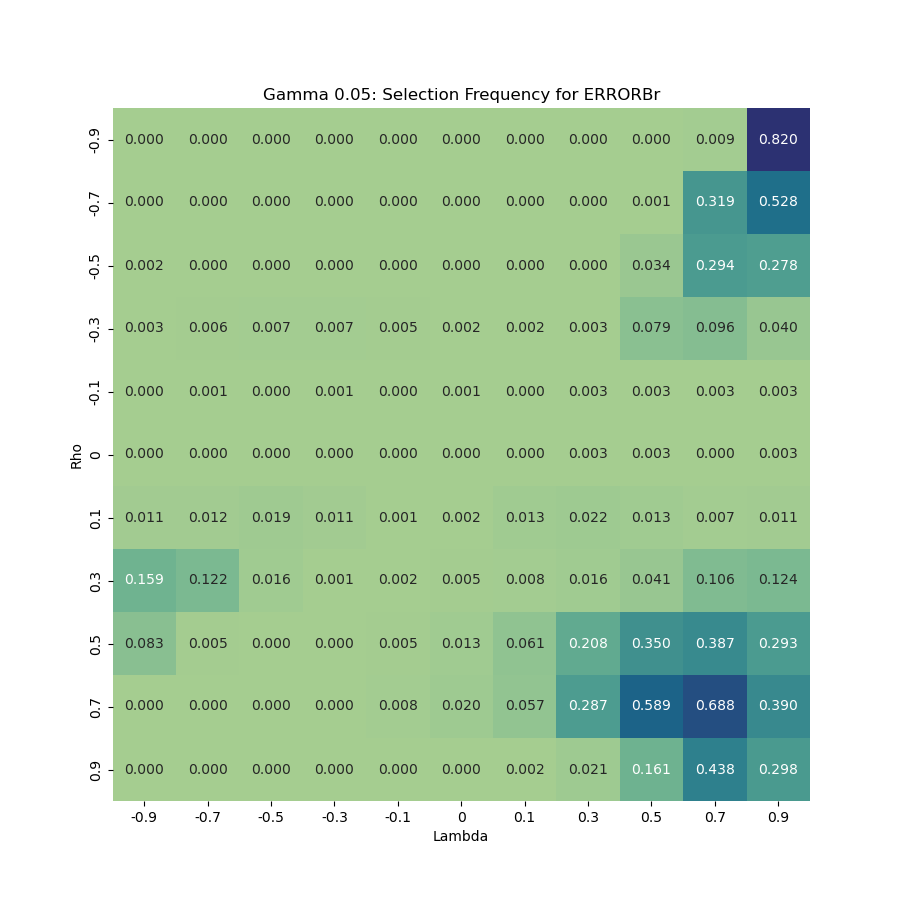 Gamma 0.05: Selection Frequency for ERRORBr
-0.9 0.000 0.000 0.000 0.000 0.000 0.000 0.000 0.000 0.000 0.009 0.820
-0.7 0.000 0.000 0.000 0.000 0.000 0.000 0.000 0.000 0.001 0.319 0.528
-0.5 0.002 0.000 0.000 0.000 0.000 0.000 0.000 0.000 0.034 0.294 0.278
-0.3 0.003 0.006 0.007 0.007 0.005 0.002 0.002 0.003 0.079 0.096 0.040
-0.1 0.000 0.001 0.000 0.001 0.000 0.001 0.000 0.003 0.003 0.003 0.003
Rho
0 0.000 0.000 0.000 0.000 0.000 0.000 0.000 0.003 0.003 0.000 0.003
0.1 0.011 0.012 0.019 0.011 0.001 0.002 0.013 0.022 0.013 0.007 0.011
0.3 0.159 0.122 0.016 0.001 0.002 0.005 0.008 0.016 0.041 0.106 0.124
0.5 0.083 0.005 0.000 0.000 0.005 0.013 0.061 0.208 0.350 0.387 0.293
0.7 0.000 0.000 0.000 0.000 0.008 0.020 0.057 0.287 0.589 0.688 0.390
0.9 0.000 0.000 0.000 0.000 0.000 0.000 0.002 0.021 0.161 0.438 0.298
-0.9 -0.7 -0.5 -0.3 -0.1 0 0.1 0.3 0.5 0.7 0.9
Lambda